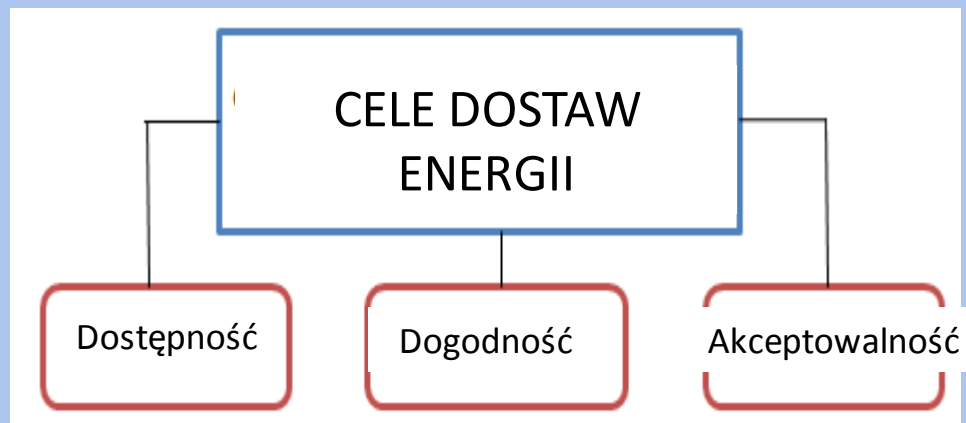 CELE DOSTAW
ENERGII
Dostępność
Dogodność
Akceptowalność